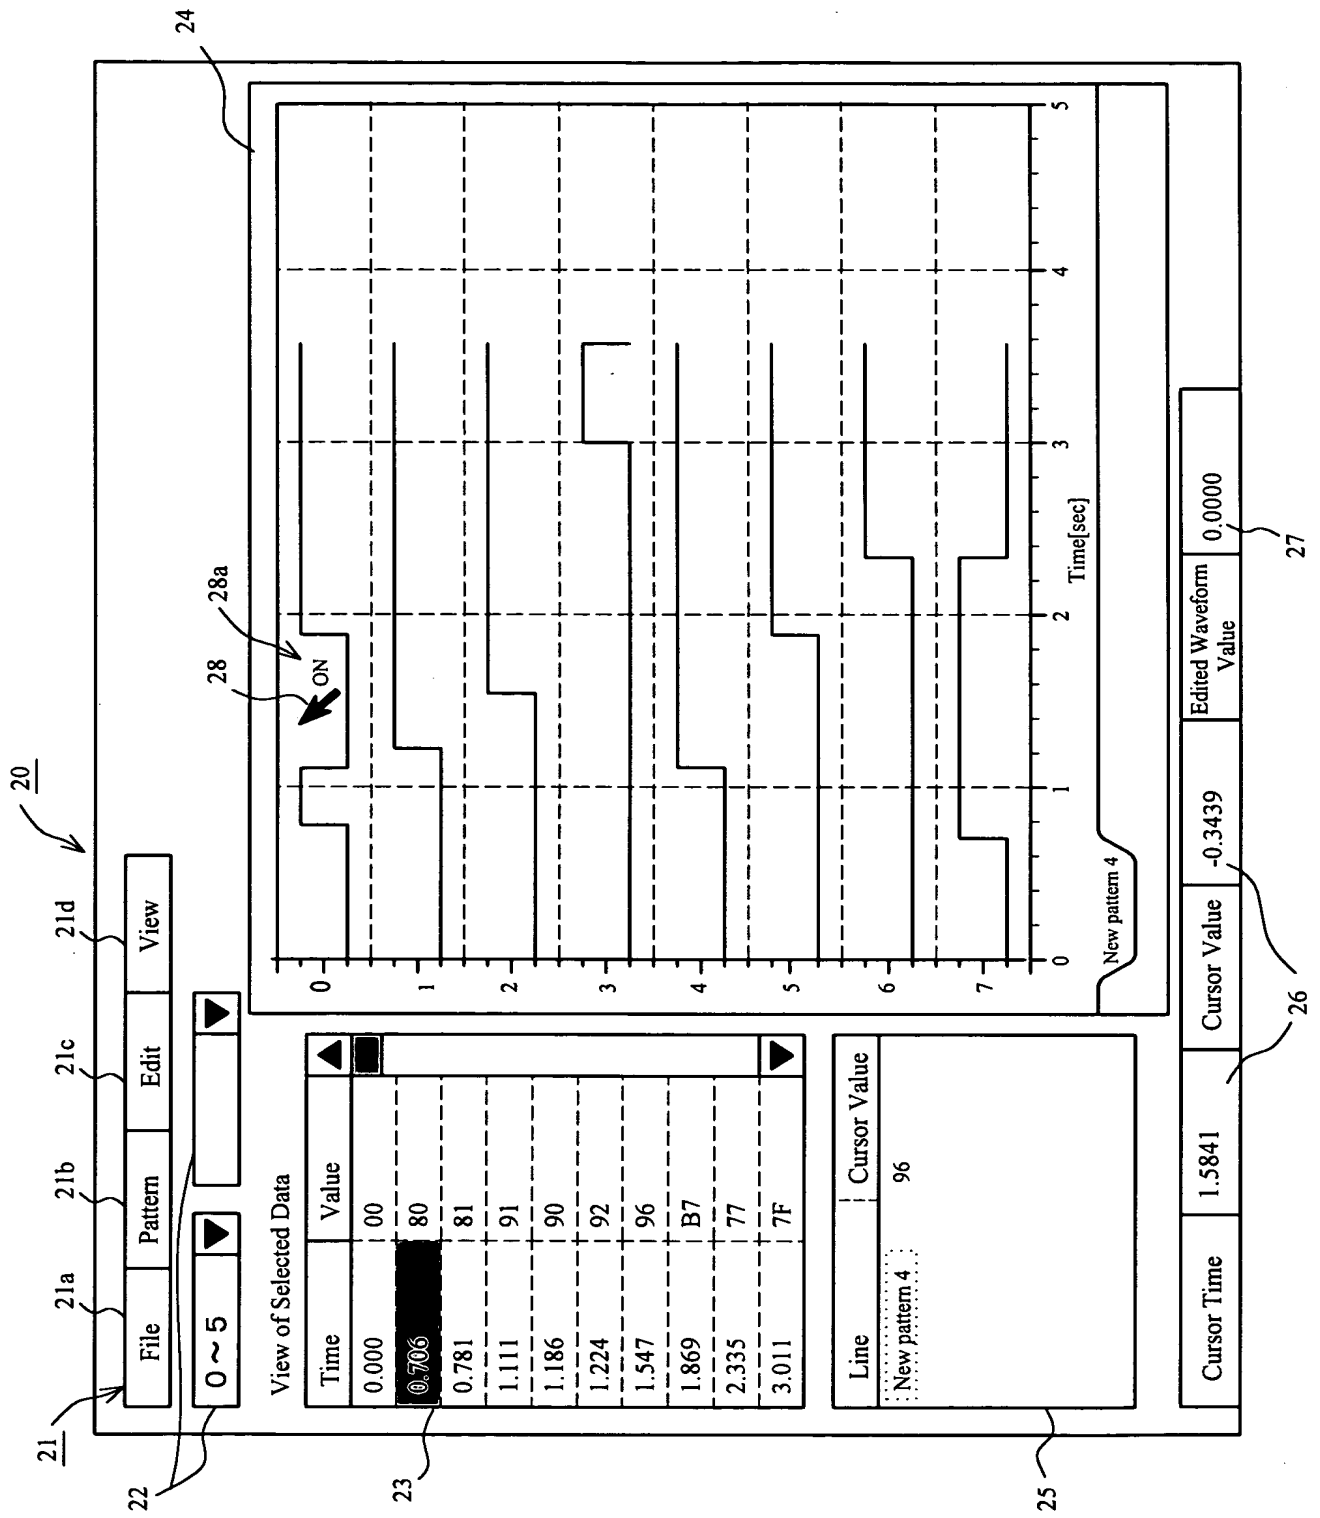 20
21
21a
21b
21c
21d
File
Pattern
Edit
View
22
0～5
24
View of Selected Data
Time Value
0.000 00
0.706 80
0.781 81
1.111 91
1.186 90
1.224 92
1.547 96
1.869 B7
2.335 77
3.011 7F
23
28
28a
ON
0
1
2
3
4
5
6
7
0 1 2 3 4 5
Time[sec]
New pattern 4
Line Cursor Value
New pattern 4 96
25
Cursor Time 1.5841 Cursor Value -0.3439 Edited Waveform
Value 0.0000
26
27